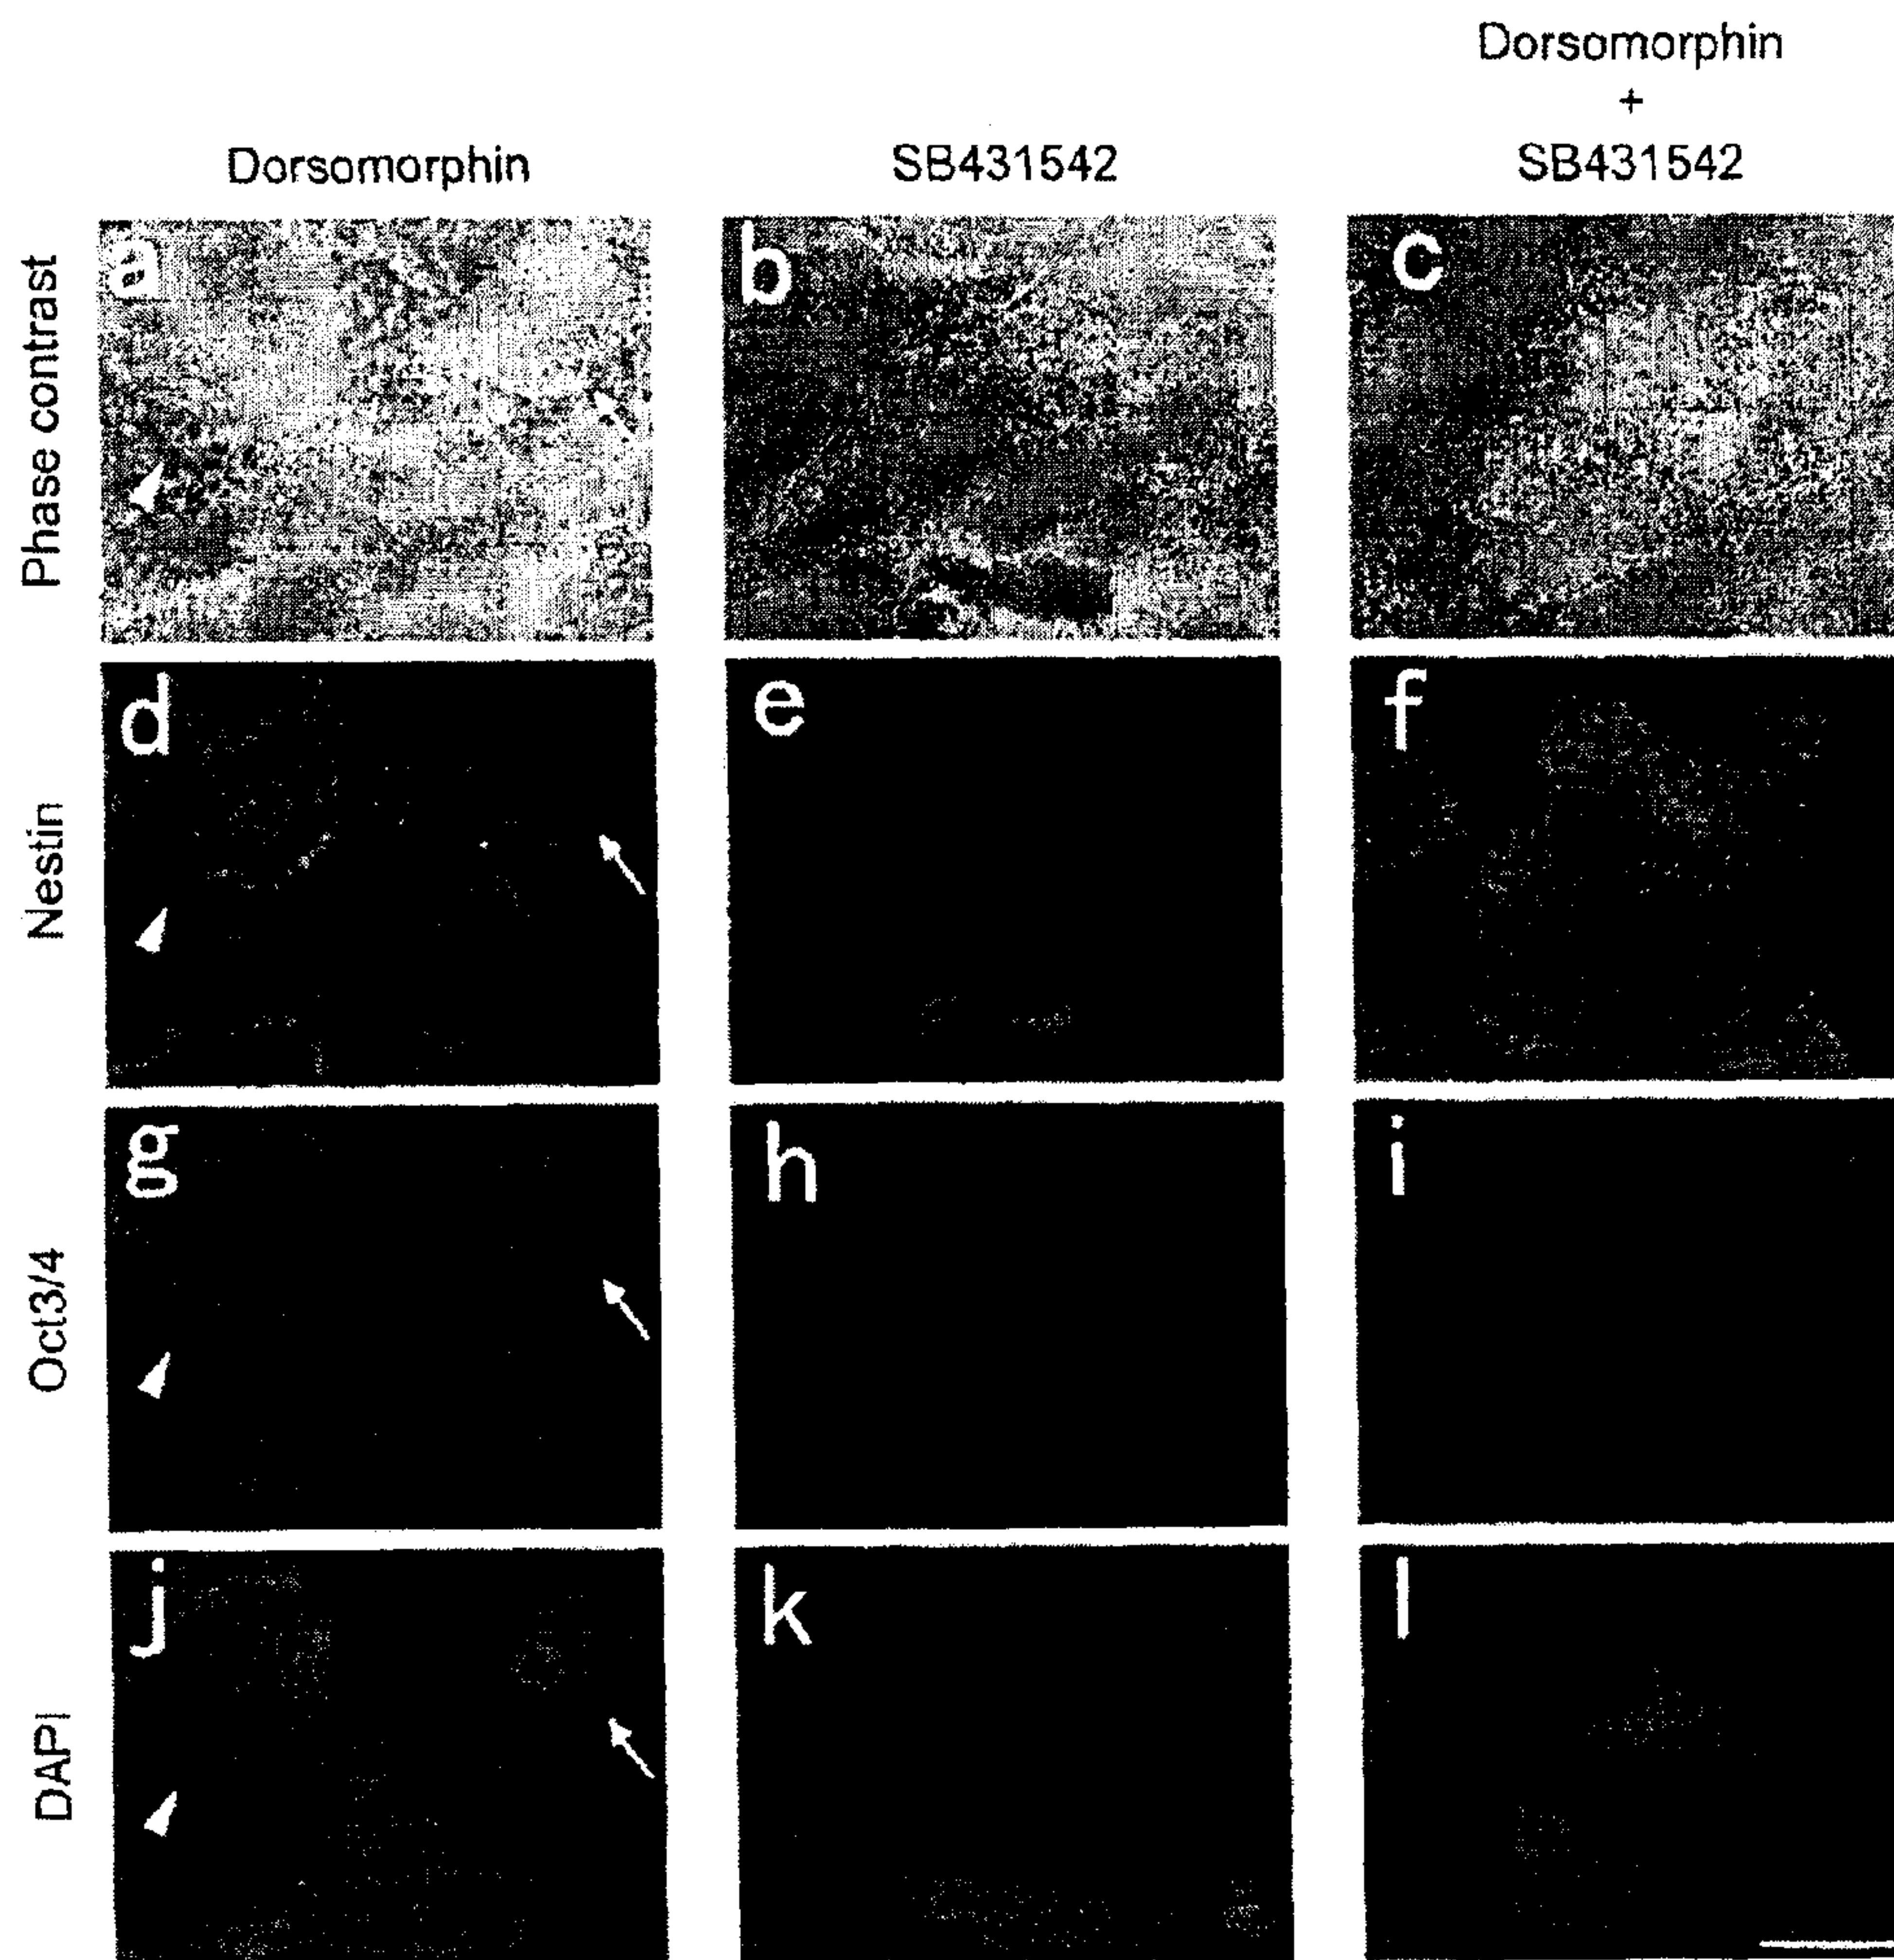 Dorsomorphin
SB431542
Dorsomorphin
+
SB431542
Phase contrast
a
b
c
Nestin
d
e
f
Oct3/4
g
h
i
DAPI
j
k
l